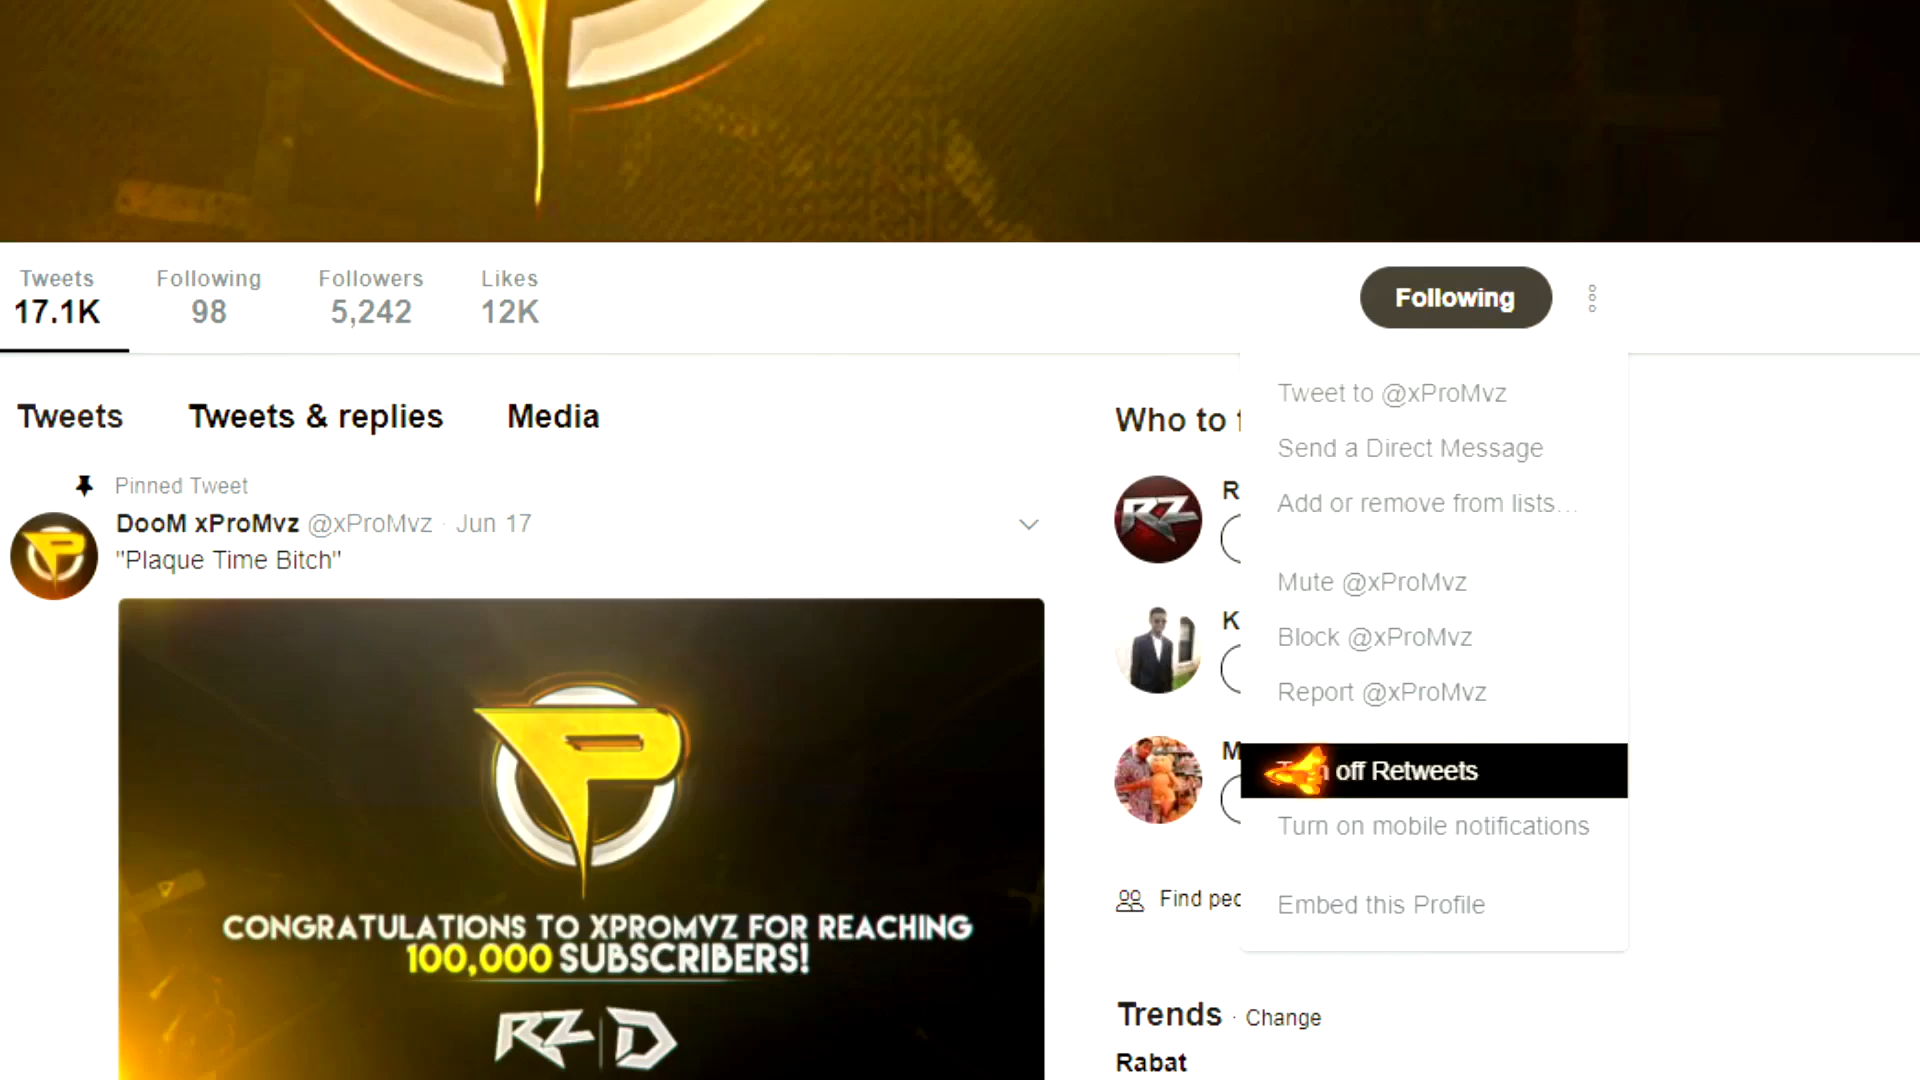 Tweets
17.1K
Following
98
Followers
5,242
Likes
12K
Following
Tweets
Tweets & replies
Media
Pinned Tweet
DooM xProMvz @xProMvz · Jun 17
"Plaque Time Bitch"
P
CONGRATULATIONS TO XPROMVZ FOR REACHING
100,000 SUBSCRIBERS!
RZ D
Who to
RZ
R
K
M
Find
Tweet to @xProMvz
Send a Direct Message
Add or remove from lists...
Mute @xProMvz
Block @xProMvz
Report @xProMvz
off Retweets
Turn on mobile notifications
Embed this Profile
Trends · Change
Rabat